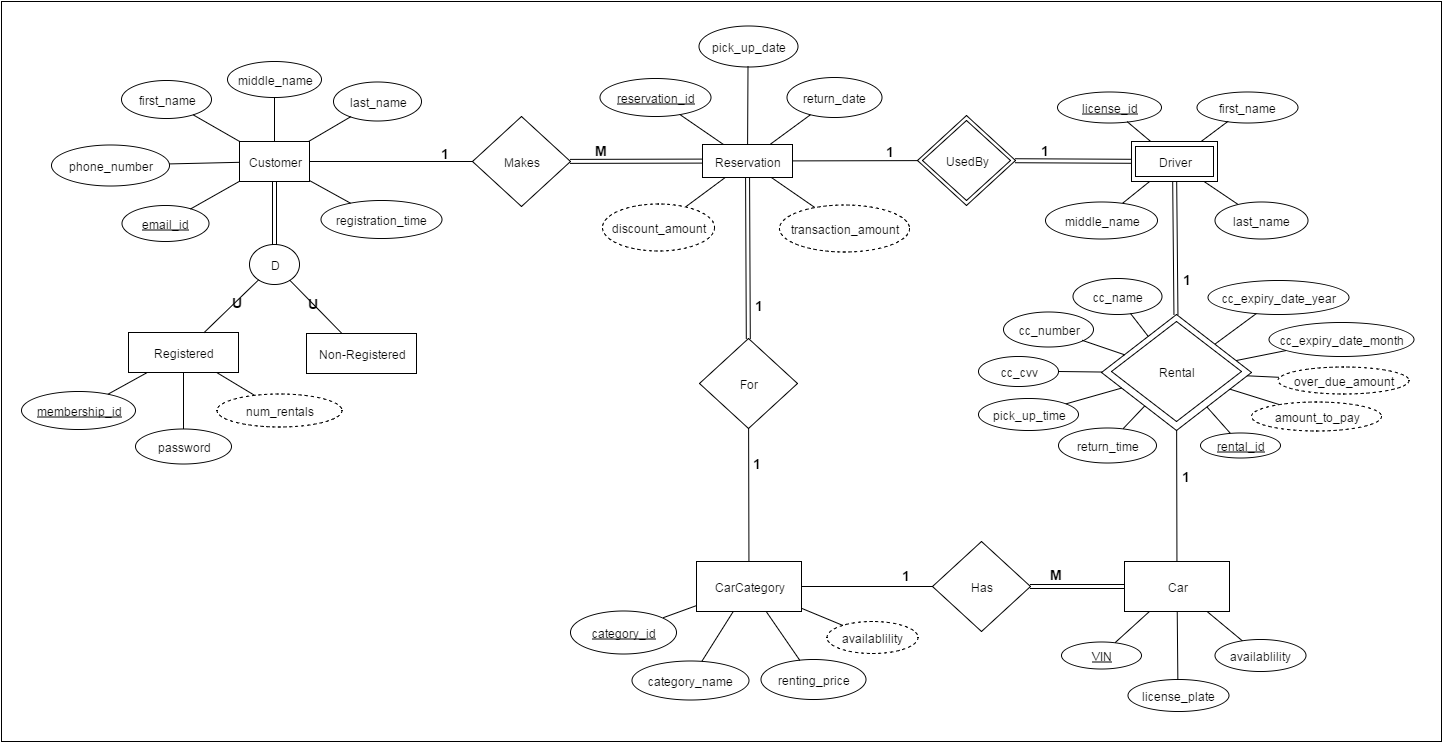 pick_up_date
middle_name
first_name
last_name
reservation_id
return_date
license_id
first_name
phone_number
Customer
1
Makes
M
Reservation
1
UsedBy
1
Driver
email_id
registration_time
discount_amount
transaction_amount
middle_name
last_name
D
U
U
1
1
cc_name
cc_expiry_date_year
cc_number
cc_expiry_date_month
Registered
Non-Registered
For
cc_cvv
Rental
over_due_amount
membership_id
num_rentals
pick_up_time
amount_to_pay
password
return_time
rental_id
1
1
CarCategory
1
Has
M
Car
category_id
availablility
category_name
renting_price
VIN
availablility
license_plate